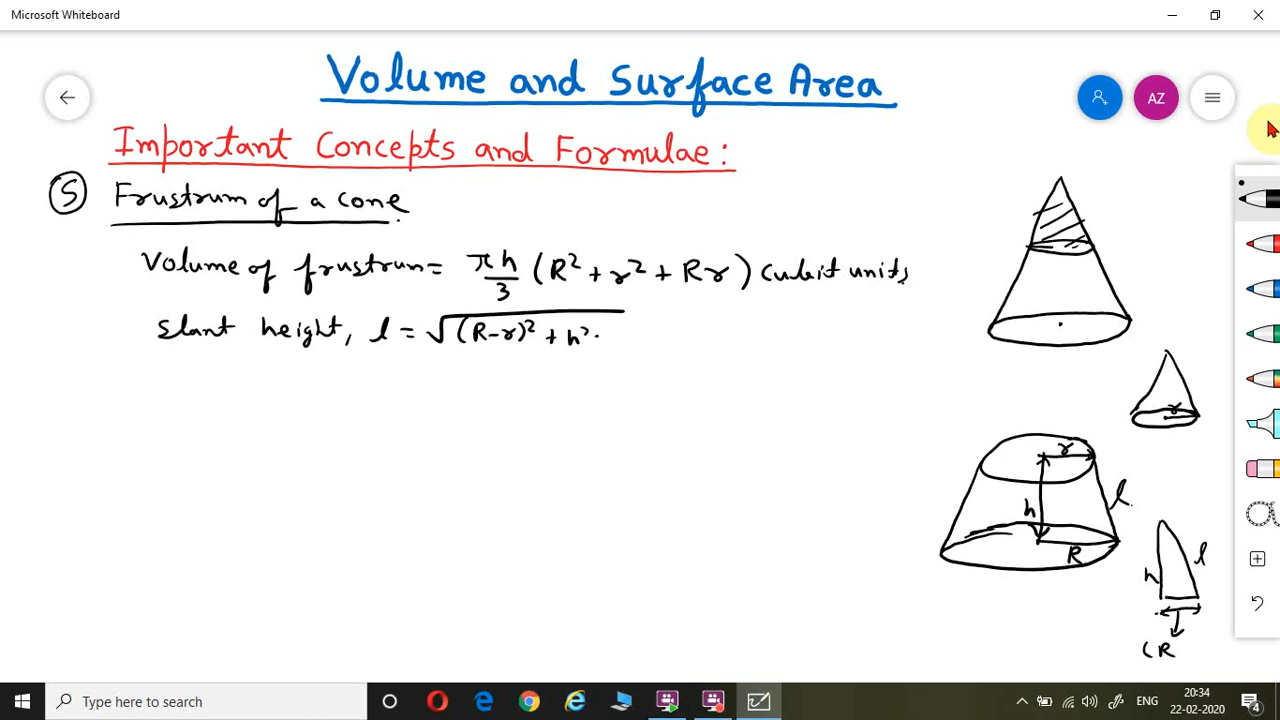 Microsoft Whiteboard
Volume and Surface Area
AZ
Important Concepts and Formulae:
5 Frustrum of a cone
Volume of frustrum = πh/3 (R² + r² + Rr) cubit units
Slant height, l = √(R-r)² + h²
r
r
h
l
R
h
l
(R
Type here to search
ENG
20:34
22-02-2020
4